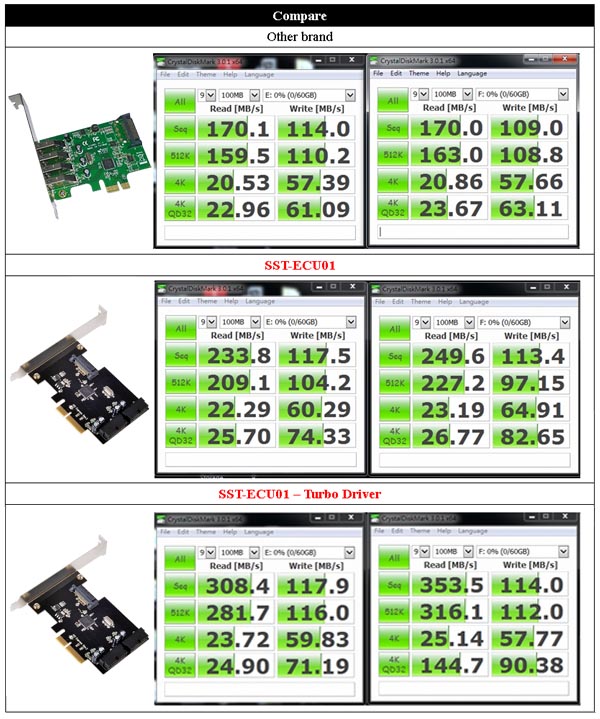 Compare
Other brand
CrystalDiskMark 3.0.1 x64
File Edit Theme Help Language
All 9 100MB E: 0% (0/60GB)
Read [MB/s] Write [MB/s]
Seq 170.1 114.0
512K 159.5 110.2
4K 20.53 57.39
4K QD32 22.96 61.09
CrystalDiskMark 3.0.1 x64
File Edit Theme Help Language
All 9 100MB F: 0% (0/60GB)
Read [MB/s] Write [MB/s]
Seq 170.0 109.0
512K 163.0 108.8
4K 20.86 57.66
4K QD32 23.67 63.11
SST-ECU01
CrystalDiskMark 3.0.1 x64
File Edit Theme Help Language
All 9 100MB E: 0% (0/60GB)
Read [MB/s] Write [MB/s]
Seq 233.8 117.5
512K 209.1 104.2
4K 22.29 60.29
4K QD32 25.70 74.33
CrystalDiskMark 3.0.1 x64
File Edit Theme Help Language
All 9 100MB F: 0% (0/60GB)
Read [MB/s] Write [MB/s]
Seq 249.6 113.4
512K 227.2 97.15
4K 23.19 64.91
4K QD32 26.77 82.65
SST-ECU01 – Turbo Driver
CrystalDiskMark 3.0.1 x64
File Edit Theme Help Language
All 9 100MB E: 0% (0/60GB)
Read [MB/s] Write [MB/s]
Seq 308.4 117.9
512K 281.7 116.0
4K 23.72 59.83
4K QD32 24.90 71.19
CrystalDiskMark 3.0.1 x64
File Edit Theme Help Language
All 9 100MB F: 0% (0/60GB)
Read [MB/s] Write [MB/s]
Seq 353.5 114.0
512K 316.1 112.0
4K 25.14 57.77
4K QD32 144.7 90.38